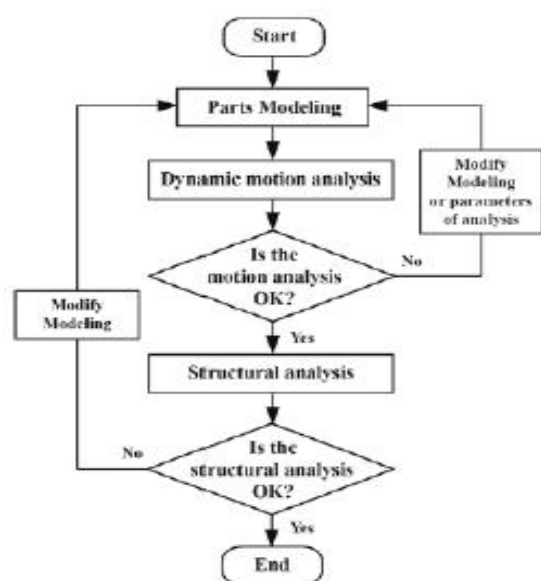 Start
Parts Modeling
Dynamic motion analysis
Modify
Modeling
or parameters
of analysis
Is the
motion analysis
OK?
No
Yes
Modify
Modeling
Structural analysis
Is the
structural analysis
OK?
No
Yes
End